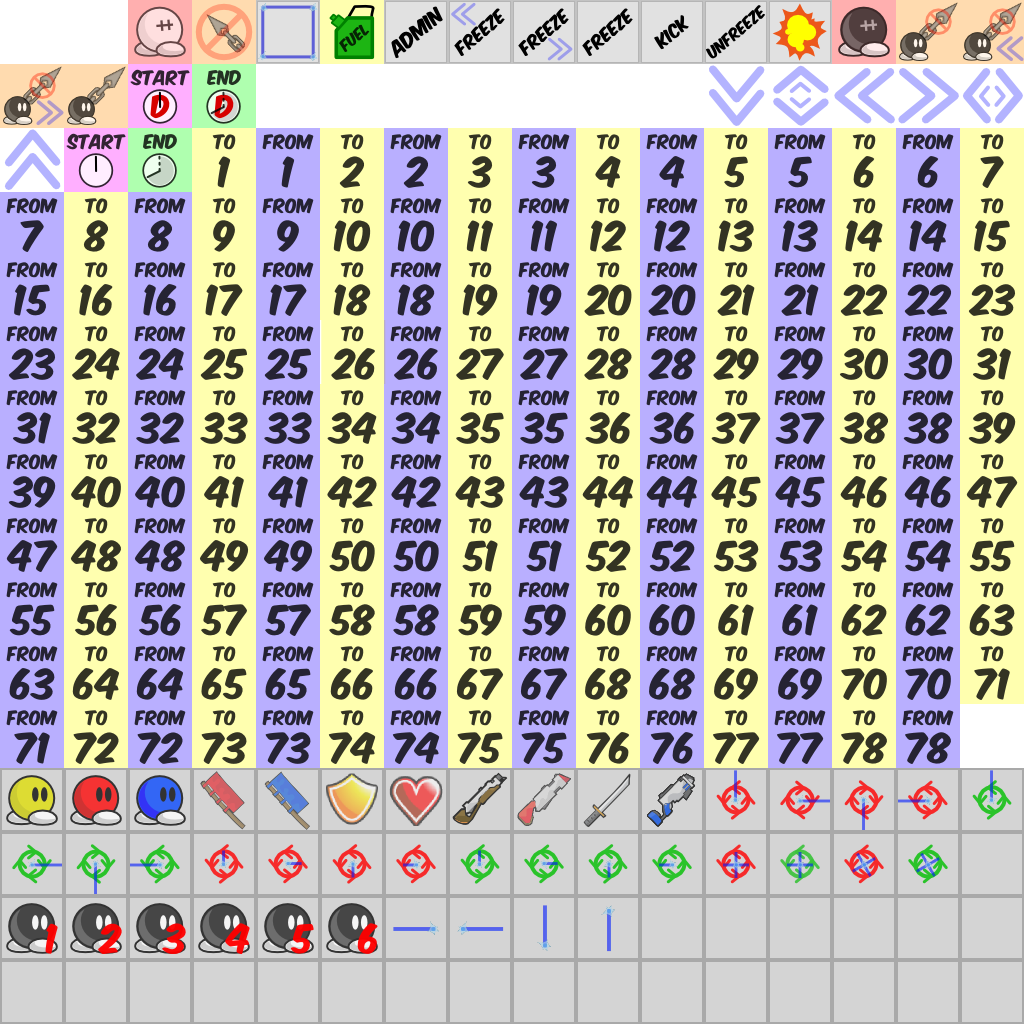 FUEL ADMIN FREEZE FREEZE FREEZE KICK UNFREEZE
START END
D D
START END TO FROM TO FROM TO FROM TO FROM TO FROM TO FROM TO
1 1 2 2 3 3 4 4 5 5 6 6 7
FROM TO FROM TO FROM TO FROM TO FROM TO FROM TO FROM TO FROM TO
7 8 8 9 9 10 10 11 11 12 12 13 13 14 14 15
FROM TO FROM TO FROM TO FROM TO FROM TO FROM TO FROM TO FROM TO
15 16 16 17 17 18 18 19 19 20 20 21 21 22 22 23
FROM TO FROM TO FROM TO FROM TO FROM TO FROM TO FROM TO FROM TO
23 24 24 25 25 26 26 27 27 28 28 29 29 30 30 31
FROM TO FROM TO FROM TO FROM TO FROM TO FROM TO FROM TO FROM TO
31 32 32 33 33 34 34 35 35 36 36 37 37 38 38 39
FROM TO FROM TO FROM TO FROM TO FROM TO FROM TO FROM TO FROM TO
39 40 40 41 41 42 42 43 43 44 44 45 45 46 46 47
FROM TO FROM TO FROM TO FROM TO FROM TO FROM TO FROM TO FROM TO
47 48 48 49 49 50 50 51 51 52 52 53 53 54 54 55
FROM TO FROM TO FROM TO FROM TO FROM TO FROM TO FROM TO FROM TO
55 56 56 57 57 58 58 59 59 60 60 61 61 62 62 63
FROM TO FROM TO FROM TO FROM TO FROM TO FROM TO FROM TO FROM TO
63 64 64 65 65 66 66 67 67 68 68 69 69 70 70 71
FROM TO FROM TO FROM TO FROM TO FROM TO FROM TO FROM TO FROM
71 72 72 73 73 74 74 75 75 76 76 77 77 78 78
1 2 3 4 5 6